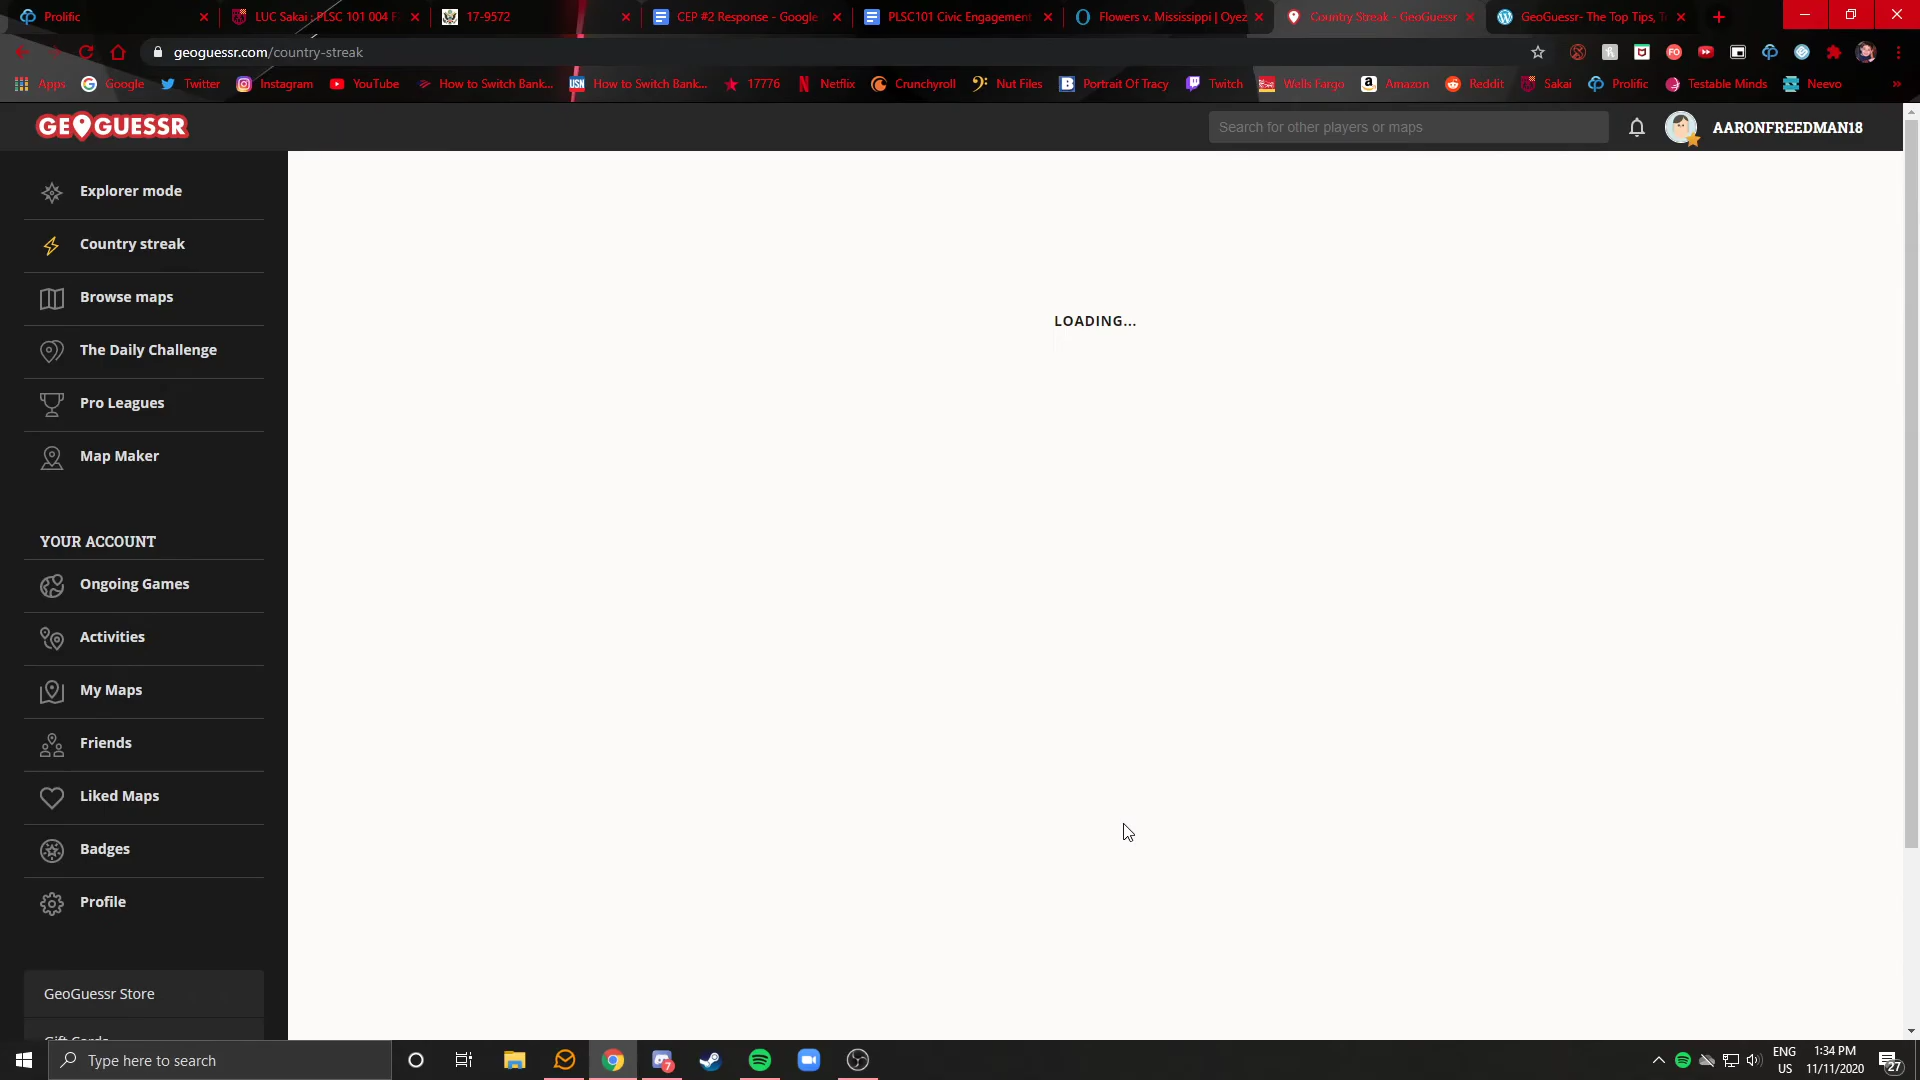 Prolific
LUC Sakai : PLSC 101 004 F
17-9572
CEP #2 Response - Google
PLSC101 Civic Engagement
Flowers v. Mississippi | Oyez
Country Streak - GeoGuessr
GeoGuessr- The Top Tips, T
geoguessr.com/country-streak
Apps
Google
Twitter
Instagram
YouTube
How to Switch Bank...
How to Switch Bank...
17776
Netflix
Crunchyroll
Nut Files
Portrait Of Tracy
Twitch
Wells Fargo
Amazon
Reddit
Sakai
Prolific
Testable Minds
Neevo
GEOGUESSR
Search for other players or maps
AARONFREEDMAN18
Explorer mode
Country streak
Browse maps
The Daily Challenge
Pro Leagues
Map Maker
LOADING...
YOUR ACCOUNT
Ongoing Games
Activities
My Maps
Friends
Liked Maps
Badges
Profile
GeoGuessr Store
Gift Cards
Type here to search
7
ENG
US
1:34 PM
11/11/2020
27